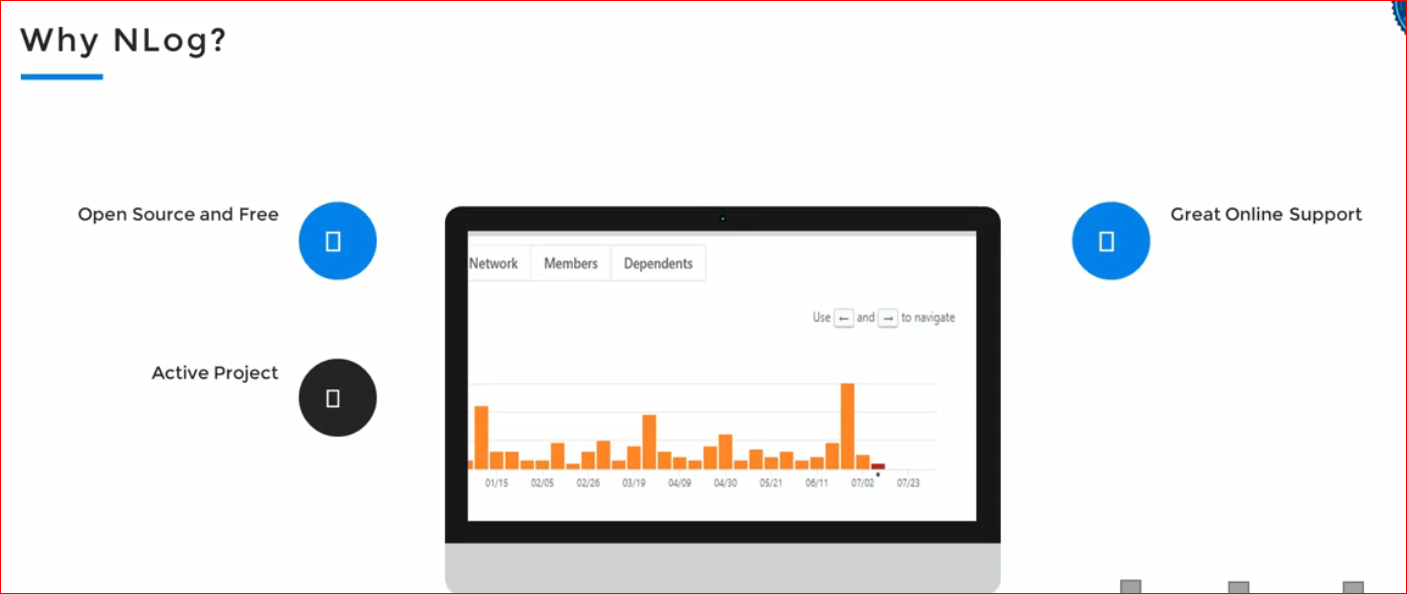 Why NLog?
Open Source and Free
Great Online Support
Active Project
Network Members Dependents
Use ← and → to navigate
01/15 02/05 02/26 03/19 04/09 04/30 05/21 06/11 07/02 07/23